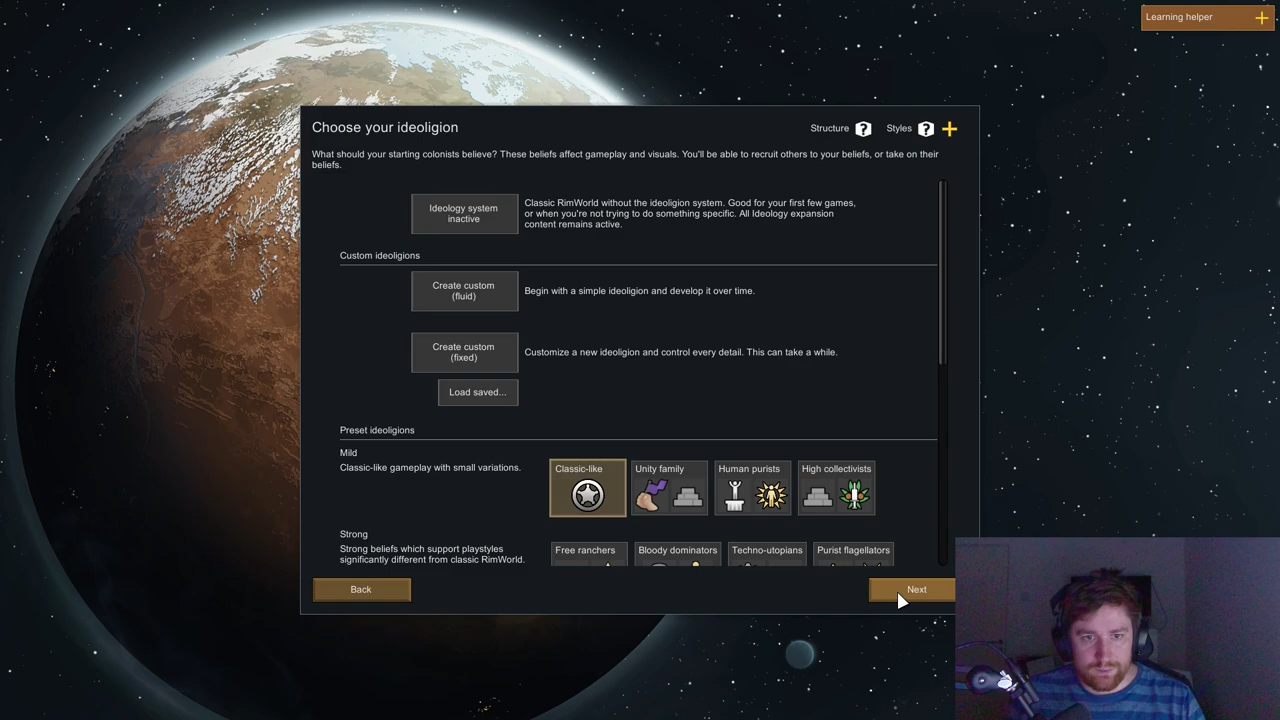 Learning helper
Choose your ideoligion
Structure
Styles
What should your starting colonists believe? These beliefs affect gameplay and visuals. You'll be able to recruit others to your beliefs, or take on their
beliefs.
Ideology system
inactive
Classic RimWorld without the ideoligion system. Good for your first few games,
or when you're not trying to do something specific. All Ideology expansion
content remains active.
Custom ideoligions
Create custom
(fluid)
Begin with a simple ideoligion and develop it over time.
Create custom
(fixed)
Customize a new ideoligion and control every detail. This can take a while.
Load saved...
Preset ideoligions
Mild
Classic-like gameplay with small variations.
Classic-like
Unity family
Human purists
High collectivists
Strong
Strong beliefs which support playstyles
significantly different from classic RimWorld.
Free ranchers
Bloody dominators
Techno-utopians
Purist flagellators
Back
Next